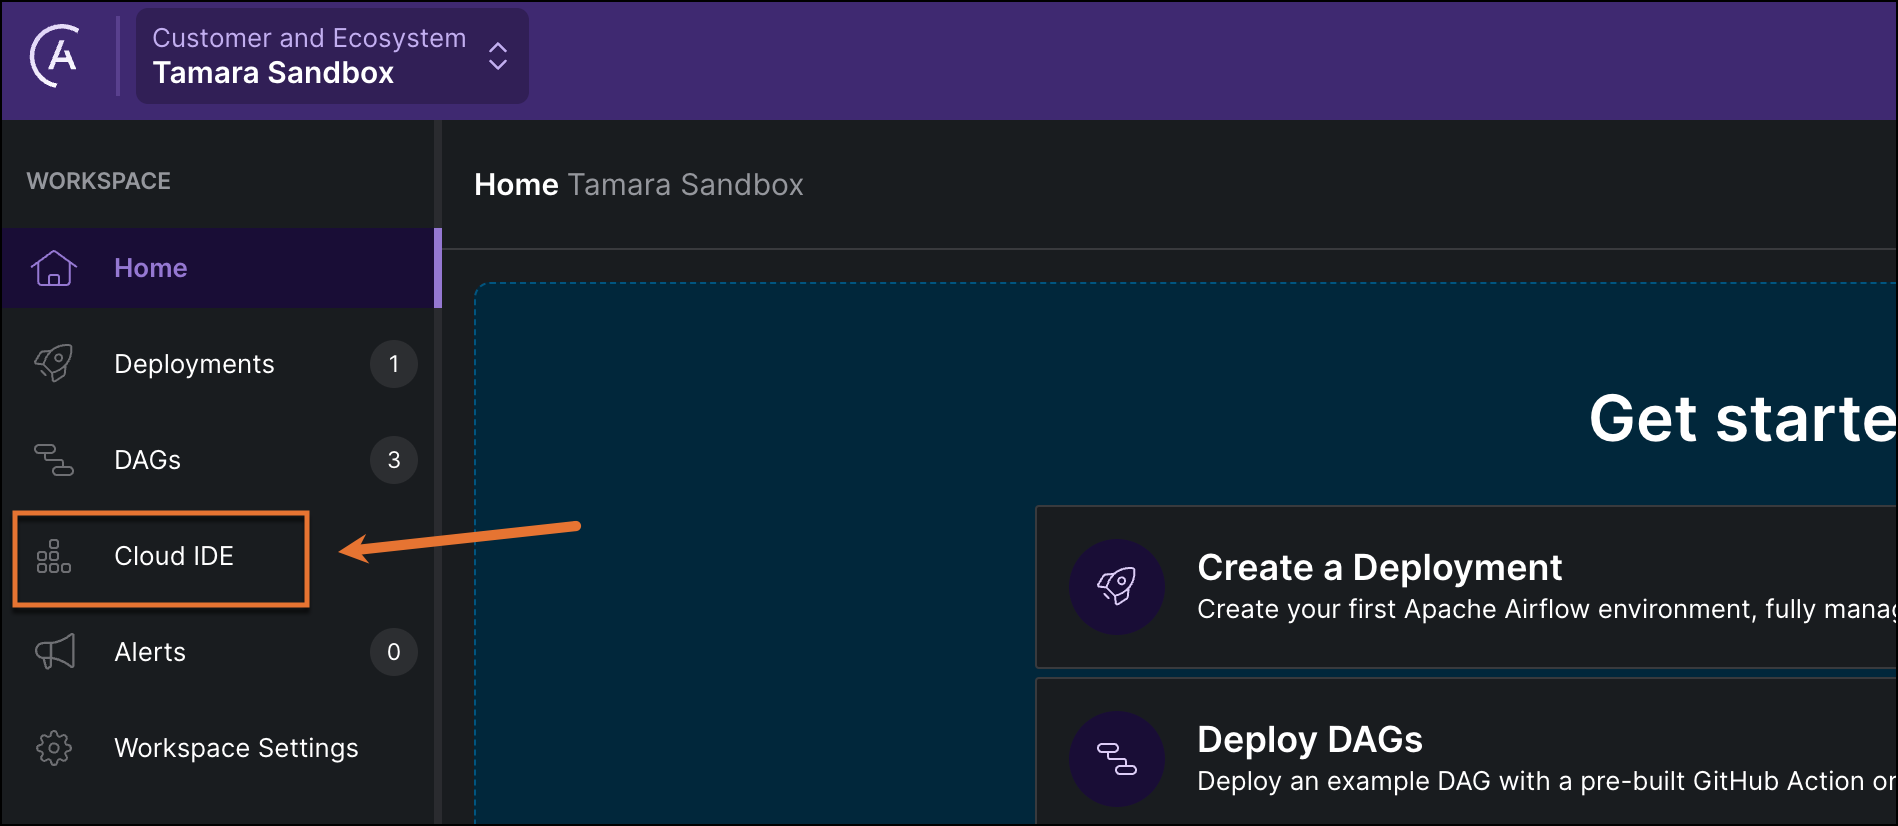 Customer and Ecosystem
Tamara Sandbox
WORKSPACE
Home
Deployments 1
DAGs 3
Cloud IDE
Alerts 0
Workspace Settings
Home Tamara Sandbox
Get starte
Create a Deployment
Create your first Apache Airflow environment, fully manag
Deploy DAGs
Deploy an example DAG with a pre-built GitHub Action or